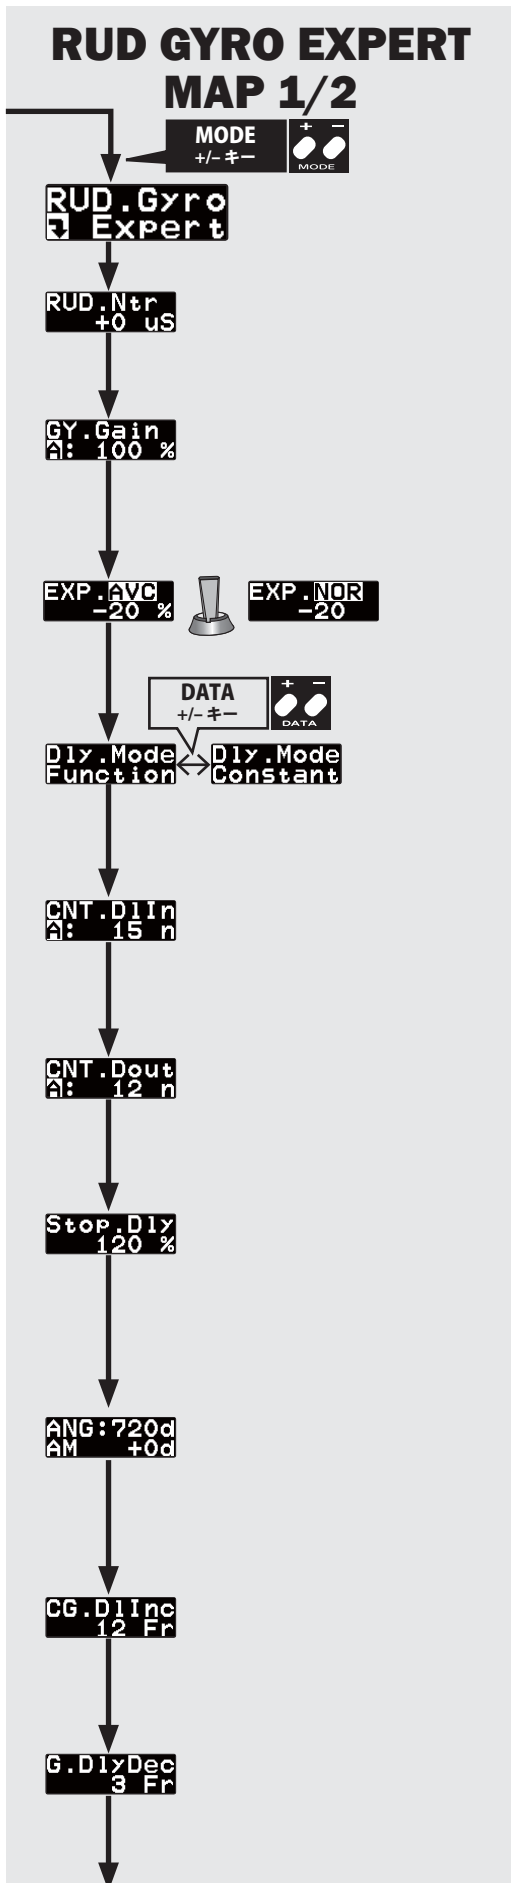 RUD GYRO EXPERT
MAP 1/2
MODE
+/– キー
+ –
MODE
RUD.Gyro
Expert
RUD.Ntr
+0 uS
GY.Gain
A: 100 %
EXP.AVC
-20 %
EXP.NOR
-20
DATA
+/– キー
+ –
DATA
Dly.Mode
Function
Dly.Mode
Constant
CNT.DlIn
A: 15 n
CNT.Dout
A: 12 n
Stop.Dly
120 %
ANG:720d
AM +0d
CG.DlInc
12 Fr
G.DlyDec
3 Fr